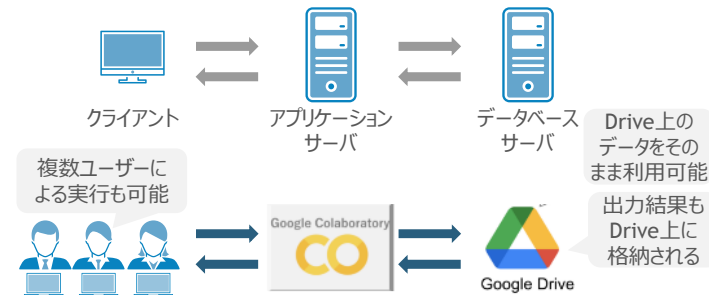 クライアント
アプリケーション
サーバ
データベース
サーバ
Drive上の
データをその
まま利用可能
複数ユーザーに
よる実行も可能
Google Colaboratory
CO
出力結果も
Drive上に
格納される
Google Drive